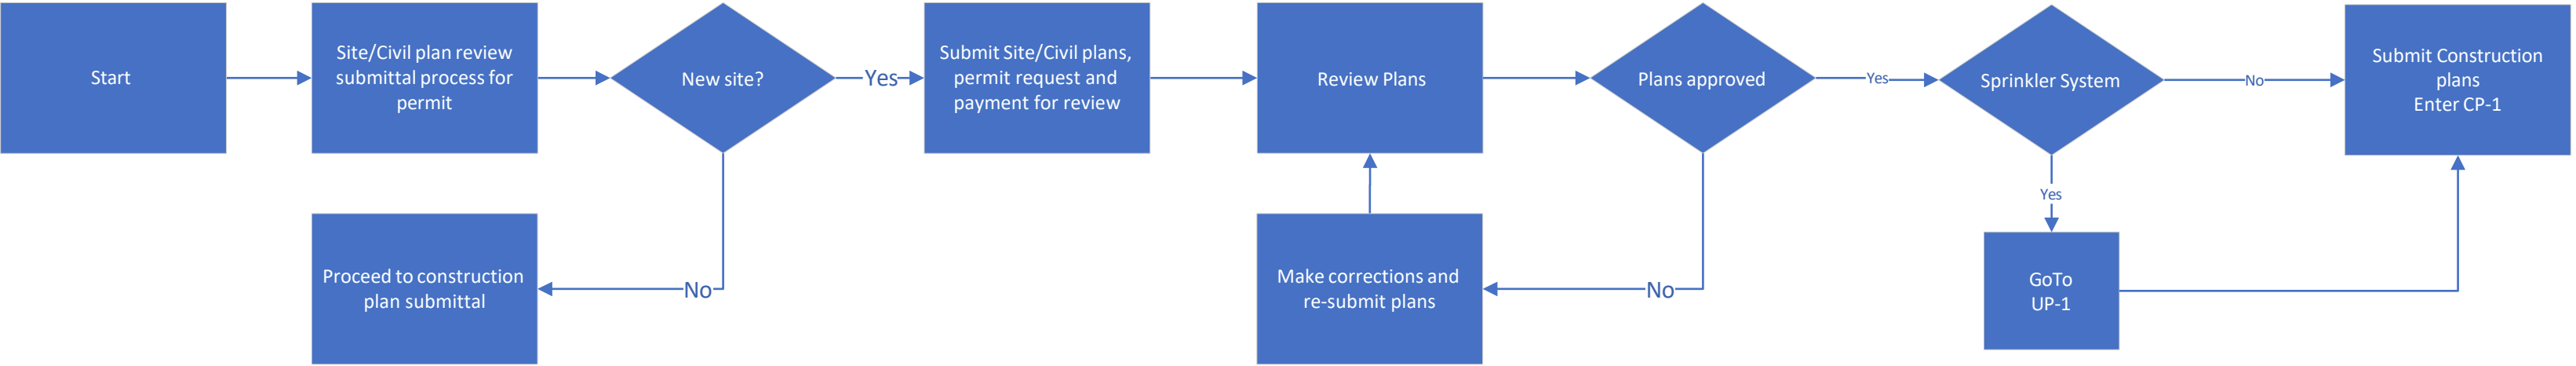 Start
Site/Civil plan review
submittal process for
permit
New site?
Yes
Submit Site/Civil plans,
permit request and
payment for review
Review Plans
Plans approved
Yes
Sprinkler System
No
Submit Construction
plans
Enter CP-1
Yes
Proceed to construction
plan submittal
No
Make corrections and
re-submit plans
No
GoTo
UP-1